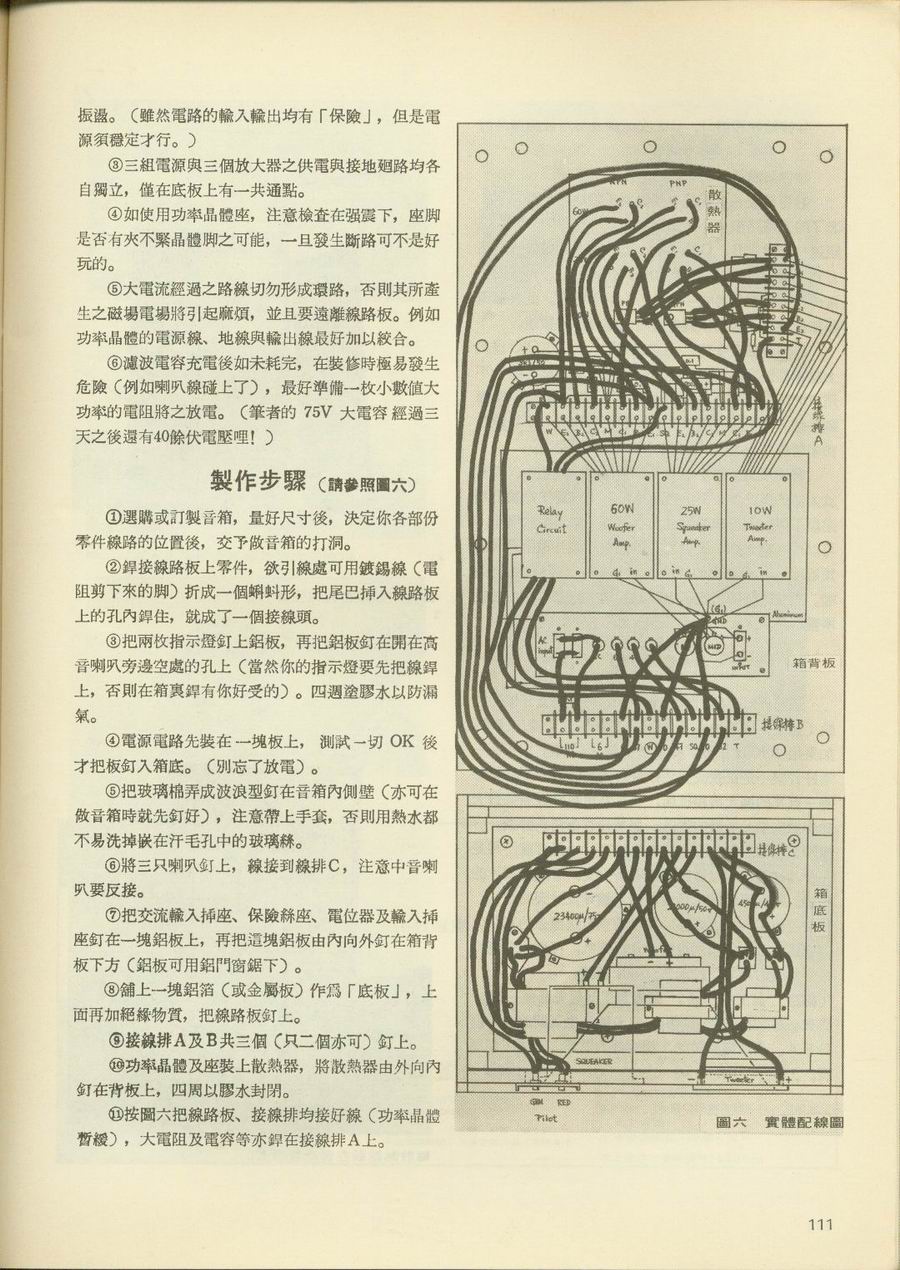 振盪。（雖然電路的輸入輸出均有「保險」，但是電
源須穩定才行。）
③三組電源與三個放大器之供電與接地廻路均各
自獨立，僅在底板上有一共通點。
④如使用功率晶體座，注意檢查在强震下，座脚
是否有夾不緊晶體脚之可能，一旦發生斷路可不是好
玩的。
⑤大電流經過之路線切勿形成環路，否則其所產
生之磁場電場將引起麻煩，並且要遠離線路板。例如
功率晶體的電源線、地線與輸出線最好加以絞合。
⑥濾波電容充電後如未耗完，在裝修時極易發生
危險（例如喇叭線碰上了），最好準備一枚小數值大
功率的電阻將之放電。（筆者的 75V 大電容經過三
天之後還有40餘伏電壓哩！）
製作步驟（請參照圖六）
①選購或訂製音箱，量好尺寸後，決定你各部份
零件線路的位置後，交予做音箱的打洞。
②銲接線路板上零件，欲引線處可用鍍錫線（電
阻剪下來的脚）折成一個蝌蚪形，把尾巴揷入線路板
上的孔內銲住，就成了一個接線頭。
③把兩枚指示燈釘上鋁板，再把鋁板釘在開在高
音喇叭旁邊空處的孔上（當然你的指示燈要先把線銲
上，否則在箱裏銲有你好受的）。四週塗膠水以防漏
氣。
④電源電路先裝在一塊板上，測試一切 OK 後
才把板釘入箱底。（別忘了放電）。
⑤把玻璃棉弄成波浪型釘在音箱內側壁（亦可在
做音箱時就先釘好），注意帶上手套，否則用熱水都
不易洗掉嵌在汗毛孔中的玻璃絲。
⑥將三只喇叭釘上，線接到線排C，注意中音喇
叭要反接。
⑦把交流輸入揷座、保險絲座、電位器及輸入揷
座釘在一塊鋁板上，再把這塊鋁板由內向外釘在箱背
板下方（鋁板可用鋁門窗鋸下）。
⑧舖上一塊鋁箔（或金屬板）作爲「底板」，上
面再加絕緣物質，把線路板釘上。
⑨接線排A及B共三個（只二個亦可）釘上。
⑩功率晶體及座裝上散熱器，將散熱器由外向內
釘在背板上，四周以膠水封閉。
⑪按圖六把線路板、接線排均接好線（功率晶體
暫緩），大電阻及電容等亦銲在接線排A上。
PNP
散熱器
60W
A
Relay
Circuit
60W
Woofer
Amp.
25W
Squeaker
Amp.
10W
Tweeter
Amp.
(G₁)
GND
Aluminum
AC
input
MID
input
箱背板
接線排B
接線排C
23400μ/75V
箱底板
SQUEAKER
Tweeter
GRN RED
Pilot
圖六 實體配線圖
111